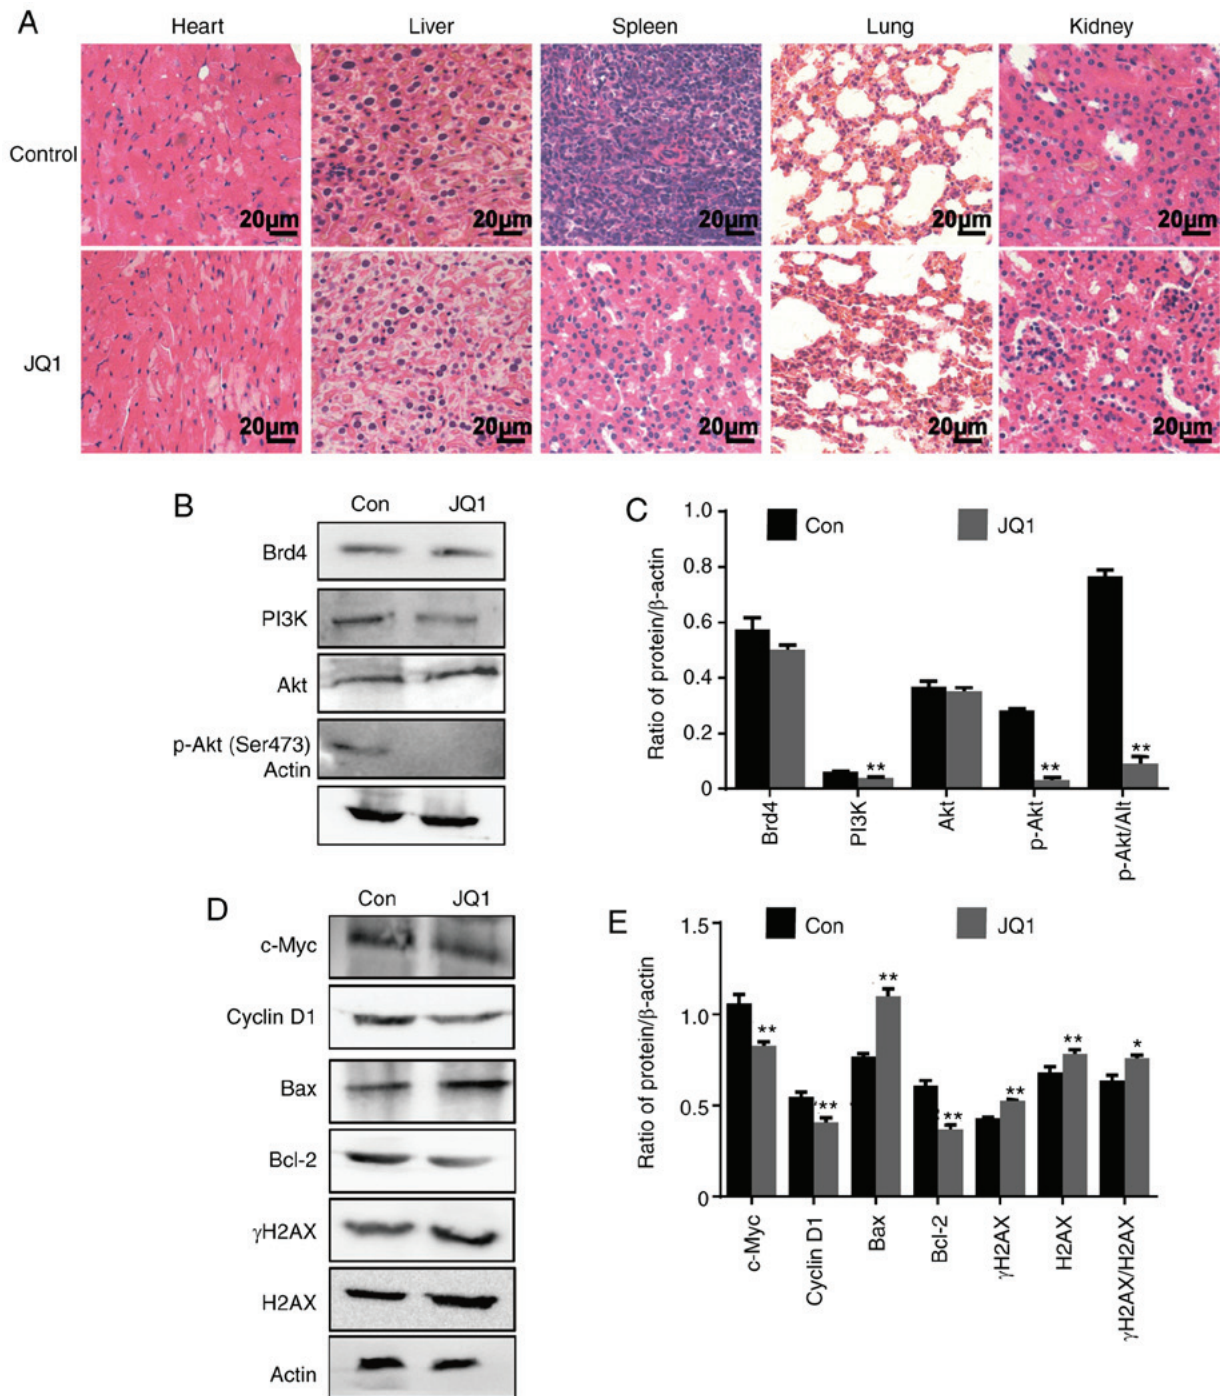 A
Heart Liver Spleen Lung Kidney
Control
20μm 20μm 20μm 20μm 20μm
JQ1
20μm 20μm 20μm 20μm 20μm
B
Con JQ1
Brd4
PI3K
Akt
p-Akt (Ser473)
Actin
C
Con JQ1
Ratio of protein/β-actin
1.0
0.8
0.6
0.4
0.2
0
** ** **
Brd4 PI3K Akt p-Akt p-Akt/Alt
D
Con JQ1
c-Myc
Cyclin D1
Bax
Bcl-2
γH2AX
H2AX
Actin
E
Con JQ1
Ratio of protein/β-actin
1.5
1.0
0.5
0
** ** ** ** ** ** *
c-Myc Cyclin D1 Bax Bcl-2 γH2AX H2AX γH2AX/H2AX